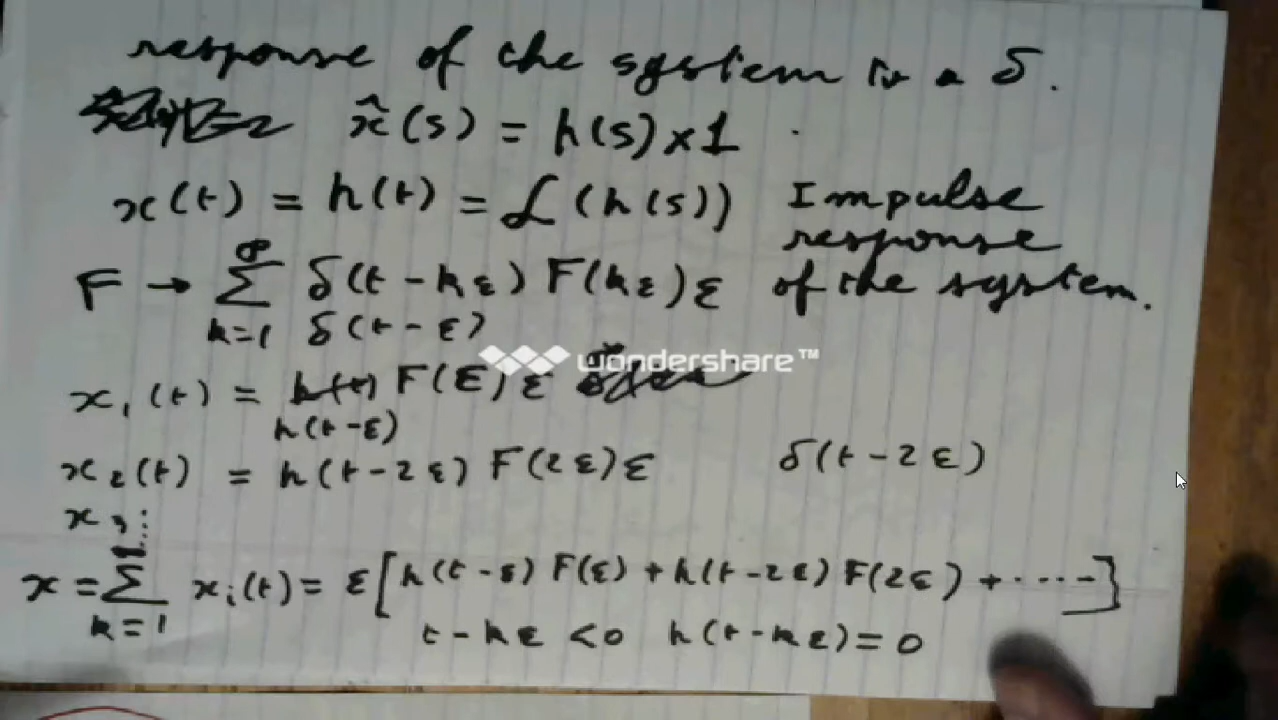 response of the system is a δ.
x̂(s) = h(s) × 1
x(t) = h(t) = ℒ(h(s)) Impulse
response
F → ∑ δ(t - kε) F(kε) ε of the system.
∞
k=1 δ(t - ε)
wondershare™
x₁(t) = F(ε) ε
h(t-ε)
x₂(t) = h(t-2ε) F(2ε) ε δ(t-2ε)
x₃ ⋮
x = ∑ xᵢ(t) = ε[h(t-ε) F(ε) + h(t-2ε) F(2ε) + ....]
k=1
t - kε < 0 h(t-kε) = 0